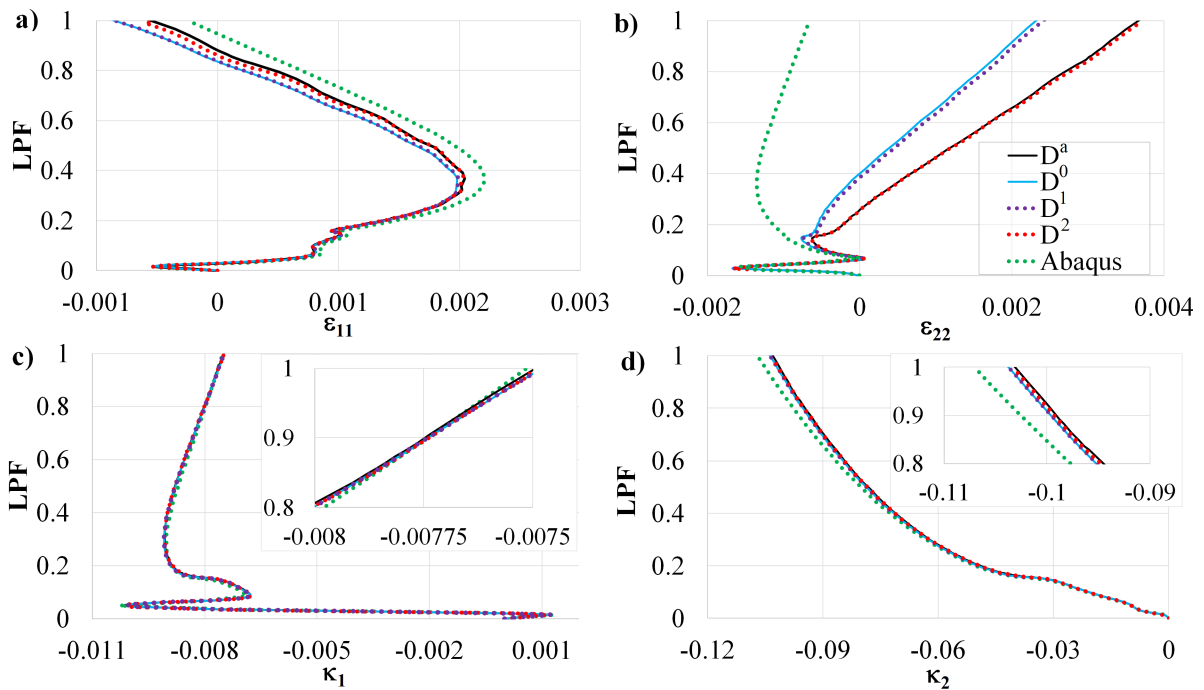 a)
1
0.8
0.6
0.4
0.2
0
LPF
-0.001 0 0.001 0.002 0.003
ε11
b)
1
0.8
0.6
0.4
0.2
0
LPF
-0.002 0 0.002 0.004
ε22
Dᵃ
D⁰
D¹
D²
Abaqus
c)
1
0.8
0.6
0.4
0.2
0
LPF
-0.011 -0.008 -0.005 -0.002 0.001
κ1
1
0.9
0.8
-0.008 -0.00775 -0.0075
d)
1
0.8
0.6
0.4
0.2
0
LPF
-0.12 -0.09 -0.06 -0.03 0
κ2
1
0.9
0.8
-0.11 -0.1 -0.09